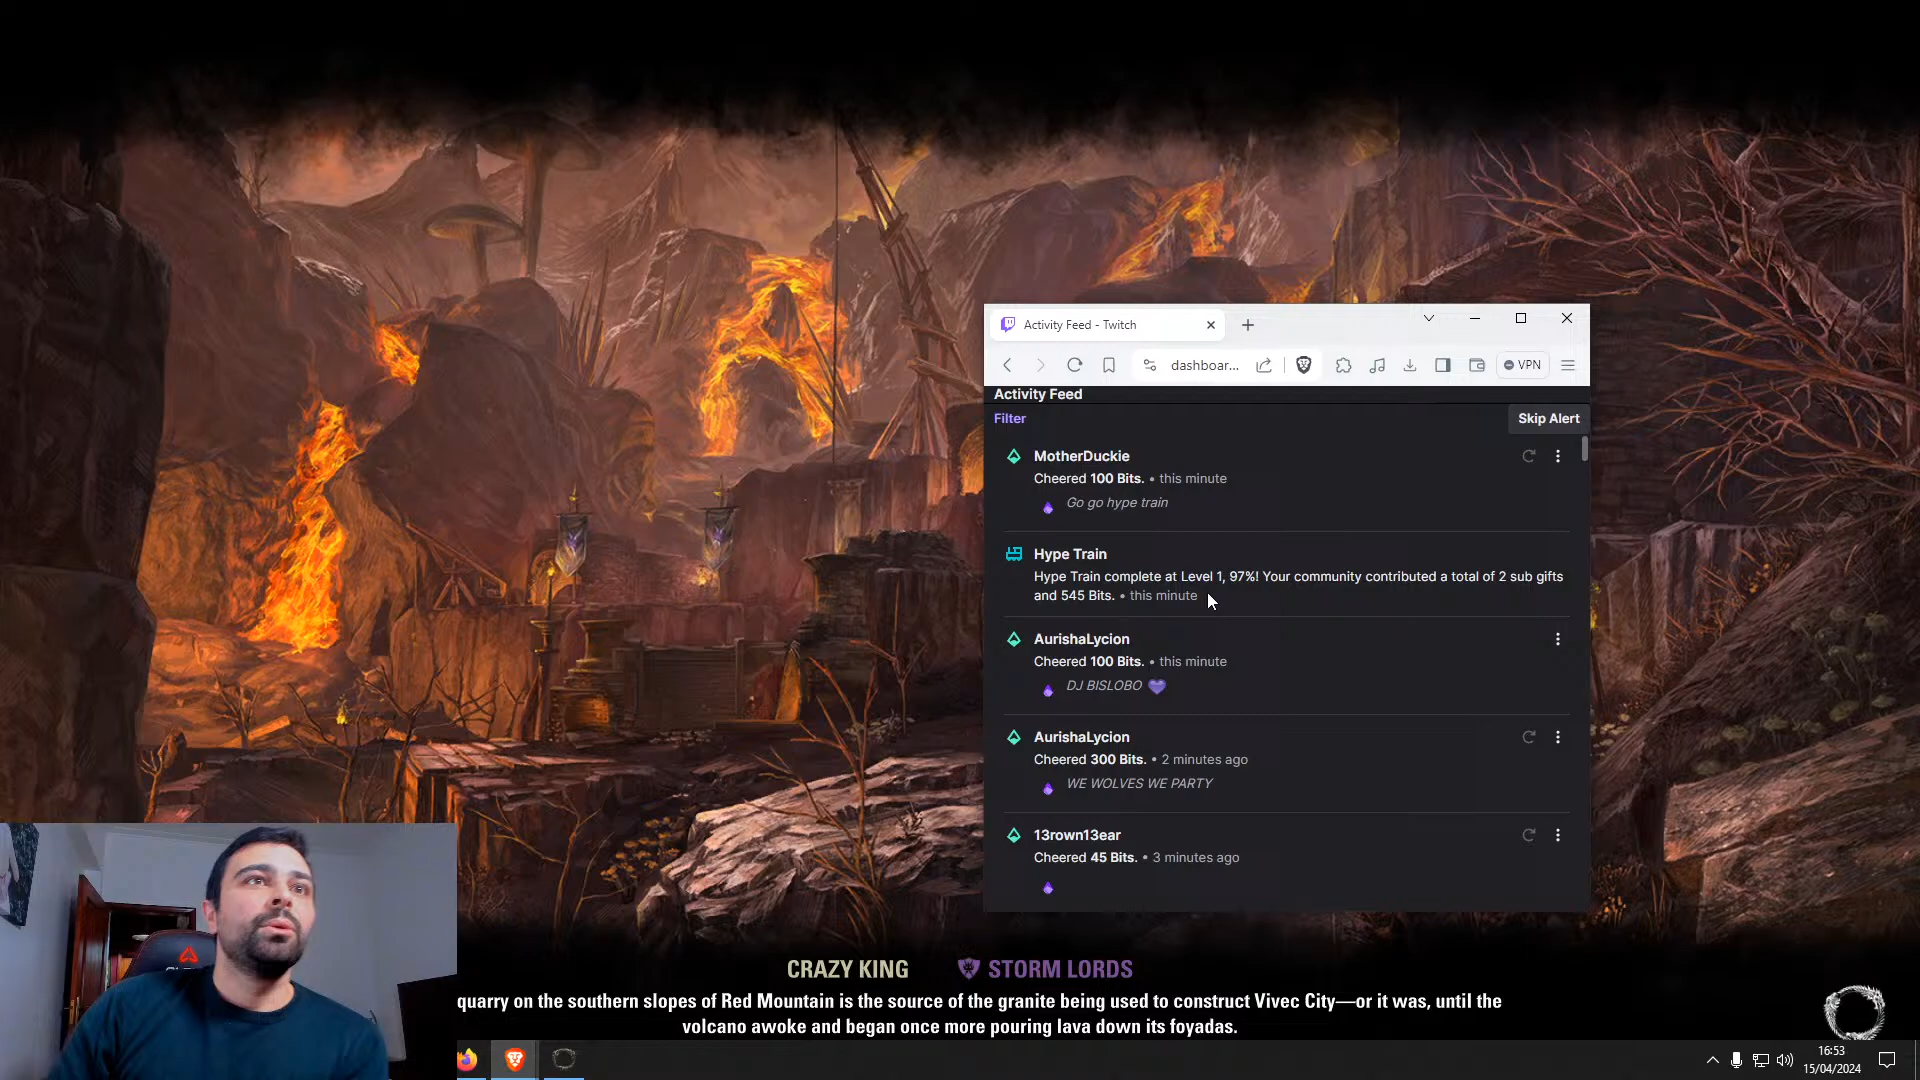 Activity Feed - Twitch
dashboar...
VPN
Activity Feed
Filter
Skip Alert
MotherDuckie
Cheered 100 Bits. • this minute
Go go hype train
Hype Train
Hype Train complete at Level 1, 97%! Your community contributed a total of 2 sub gifts
and 545 Bits. • this minute
AurishaLycion
Cheered 100 Bits. • this minute
DJ BISLOBO
AurishaLycion
Cheered 300 Bits. • 2 minutes ago
WE WOLVES WE PARTY
13rown13ear
Cheered 45 Bits. • 3 minutes ago
CRAZY KING STORM LORDS
quarry on the southern slopes of Red Mountain is the source of the granite being used to construct Vivec City—or it was, until the
volcano awoke and began once more pouring lava down its foyadas.
16:53
15/04/2024